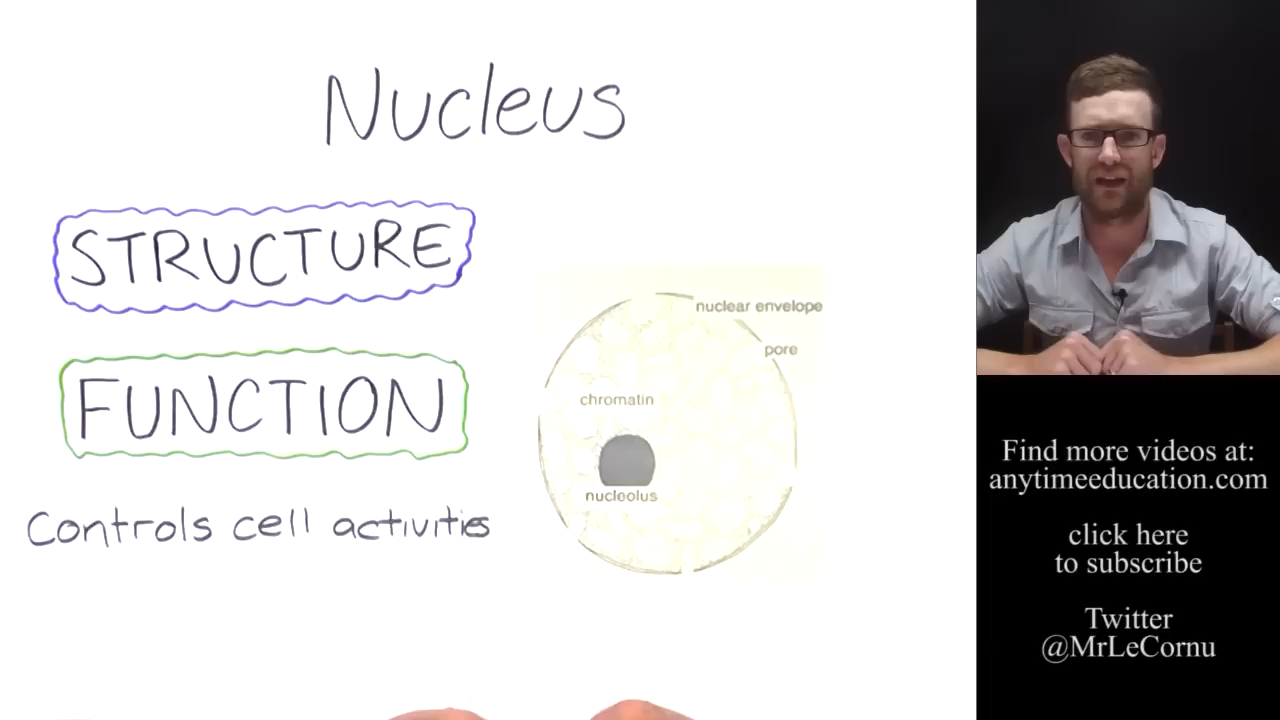 Nucleus
STRUCTURE
FUNCTION
Controls cell activities
nuclear envelope
pore
chromatin
nucleolus
Find more videos at:
anytimeeducation.com
click here
to subscribe
Twitter
@MrLeCornu